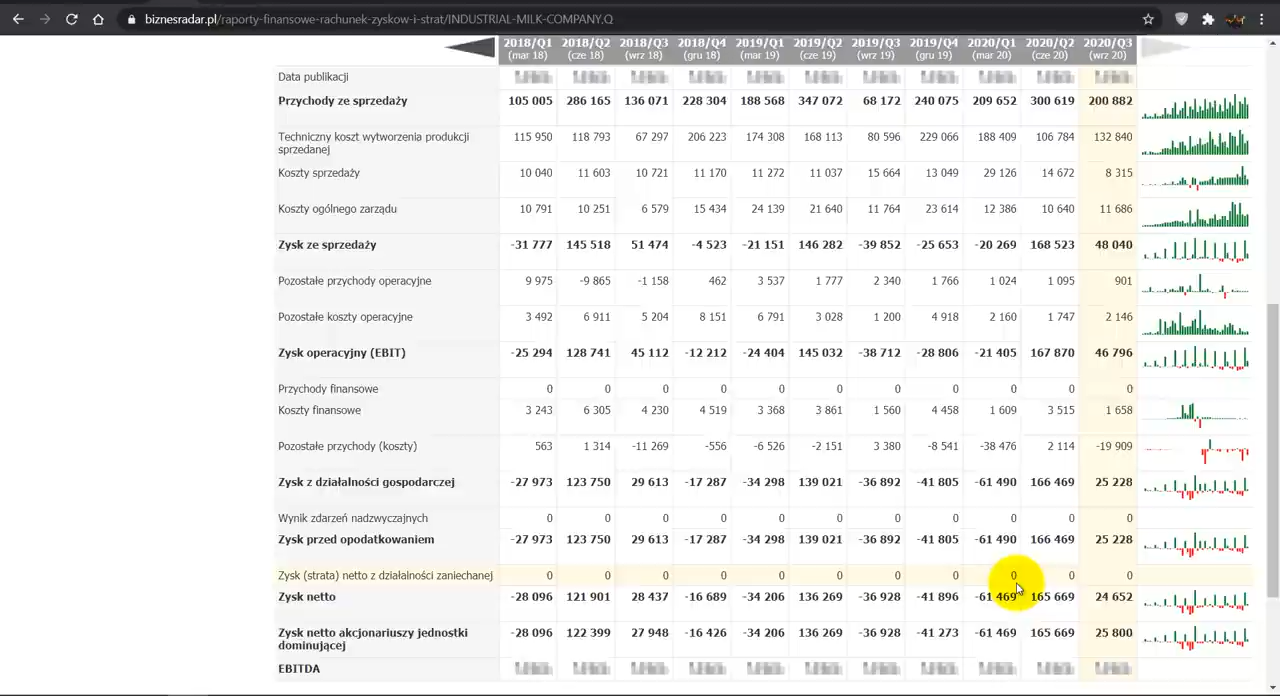 biznesradar.pl/raporty-finansowe-rachunek-zyskow-i-strat/INDUSTRIAL-MILK-COMPANY,Q
2018/Q1 2018/Q2 2018/Q3 2018/Q4 2019/Q1 2019/Q2 2019/Q3 2019/Q4 2020/Q1 2020/Q2 2020/Q3
(mar 18) (cze 18) (wrz 18) (gru 18) (mar 19) (cze 19) (wrz 19) (gru 19) (mar 20) (cze 20) (wrz 20)
Data publikacji
Przychody ze sprzedaży 105 005 286 165 136 071 228 304 188 568 347 072 68 172 240 075 209 652 300 619 200 882
Techniczny koszt wytworzenia produkcji 115 950 118 793 67 297 206 223 174 308 168 113 80 596 229 066 188 409 106 784 132 840
sprzedanej
Koszty sprzedaży 10 040 11 603 10 721 11 170 11 272 11 037 15 664 13 049 29 126 14 672 8 315
Koszty ogólnego zarządu 10 791 10 251 6 579 15 434 24 139 21 640 11 764 23 614 12 386 10 640 11 686
Zysk ze sprzedaży -31 777 145 518 51 474 -4 523 -21 151 146 282 -39 852 -25 653 -20 269 168 523 48 040
Pozostałe przychody operacyjne 9 975 -9 865 -1 158 462 3 537 1 777 2 340 1 766 1 024 1 095 901
Pozostałe koszty operacyjne 3 492 6 911 5 204 8 151 6 791 3 028 1 200 4 918 2 160 1 747 2 146
Zysk operacyjny (EBIT) -25 294 128 741 45 112 -12 212 -24 404 145 032 -38 712 -28 806 -21 405 167 870 46 796
Przychody finansowe 0 0 0 0 0 0 0 0 0 0 0
Koszty finansowe 3 243 6 305 4 230 4 519 3 368 3 861 1 560 4 458 1 609 3 515 1 658
Pozostałe przychody (koszty) 563 1 314 -11 269 -556 -6 526 -2 151 3 380 -8 541 -38 476 2 114 -19 909
Zysk z działalności gospodarczej -27 973 123 750 29 613 -17 287 -34 298 139 021 -36 892 -41 805 -61 490 166 469 25 228
Wynik zdarzeń nadzwyczajnych 0 0 0 0 0 0 0 0 0 0 0
Zysk przed opodatkowaniem -27 973 123 750 29 613 -17 287 -34 298 139 021 -36 892 -41 805 -61 490 166 469 25 228
Zysk (strata) netto z działalności zaniechanej 0 0 0 0 0 0 0 0 0 0 0
Zysk netto -28 096 121 901 28 437 -16 689 -34 206 136 269 -36 928 -41 896 -61 469 165 669 24 652
Zysk netto akcjonariuszy jednostki -28 096 122 399 27 948 -16 426 -34 206 136 269 -36 928 -41 273 -61 469 165 669 25 800
dominującej
EBITDA